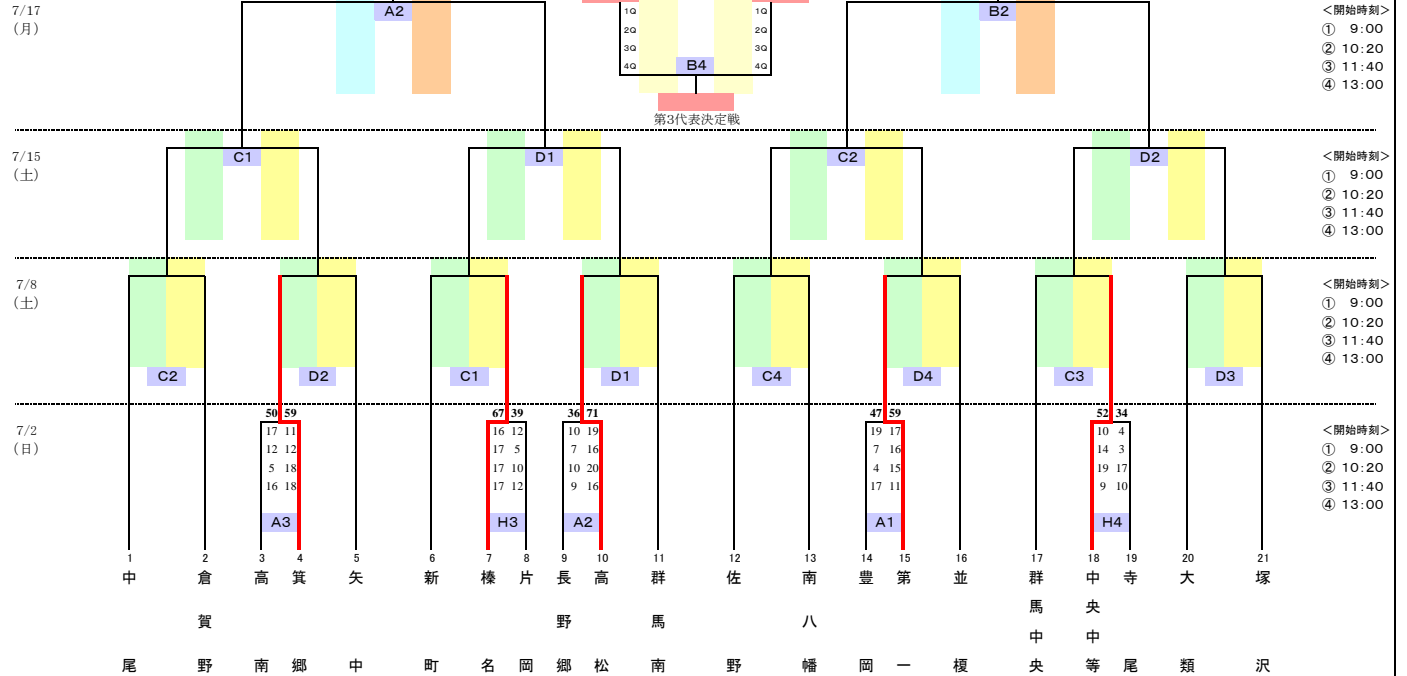 7/17
(月)
A2
1Q 1Q
2Q 2Q
3Q 3Q
4Q 4Q
B4
B2
第3代表決定戦
<開始時刻>
① 9:00
② 10:20
③ 11:40
④ 13:00
7/15
(土)
C1 D1 C2 D2
<開始時刻>
① 9:00
② 10:20
③ 11:40
④ 13:00
7/8
(土)
C2 D2 C1 D1 C4 D4 C3 D3
<開始時刻>
① 9:00
② 10:20
③ 11:40
④ 13:00
7/2
(日)
50 59 67 39 36 71 47 59 52 34
17 11 16 12 10 19 19 17 10 4
12 12 17 5 7 16 7 16 14 3
5 18 17 10 10 20 4 15 19 17
16 18 17 12 9 16 17 11 9 10
A3 H3 A2 A1 H4
<開始時刻>
① 9:00
② 10:20
③ 11:40
④ 13:00
1 2 3 4 5 6 7 8 9 10 11 12 13 14 15 16 17 18 19 20 21
中尾
倉賀野
高南
箕郷
矢中
新町
榛名
片岡
長野郷
高松
群馬南
佐野
南八幡
豊岡
第一
並榎
群馬中央
中央中等
寺尾
大類
塚沢